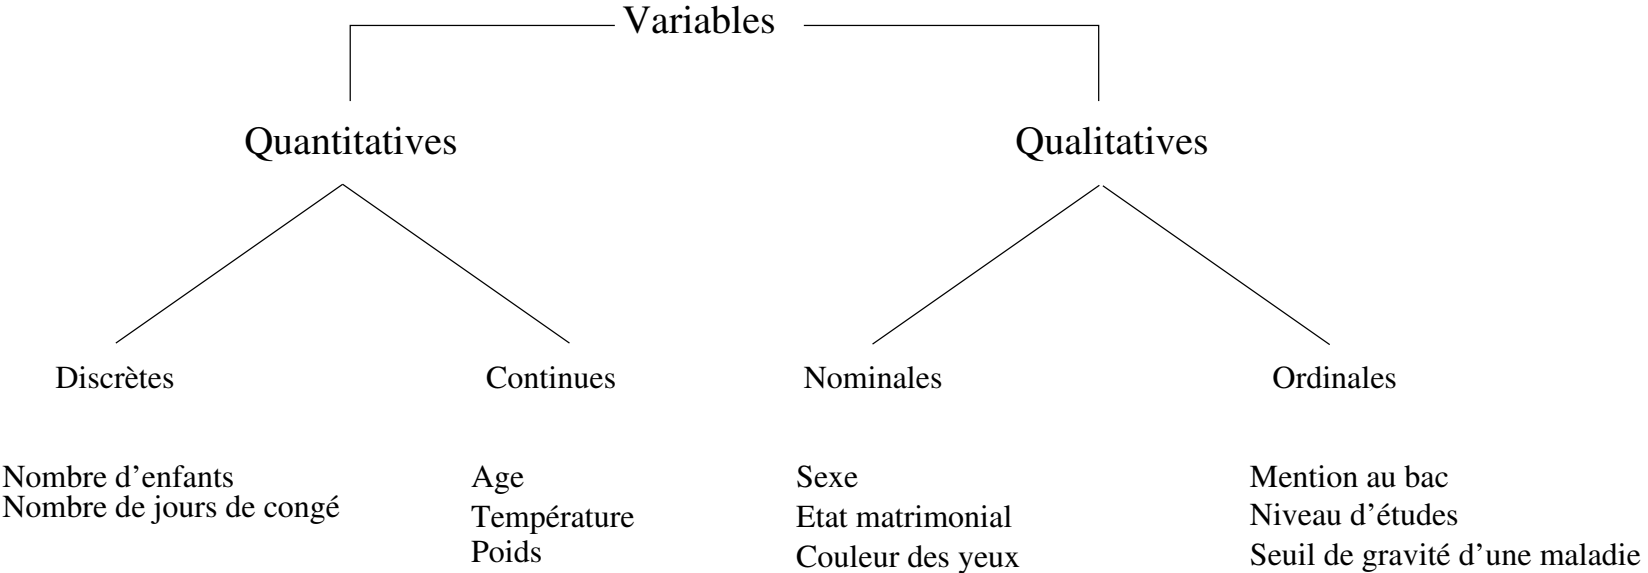 Variables
Quantitatives
Qualitatives
Discrètes
Continues
Nominales
Ordinales
Nombre d'enfants
Nombre de jours de congé
Age
Température
Poids
Sexe
Etat matrimonial
Couleur des yeux
Mention au bac
Niveau d'études
Seuil de gravité d'une maladie